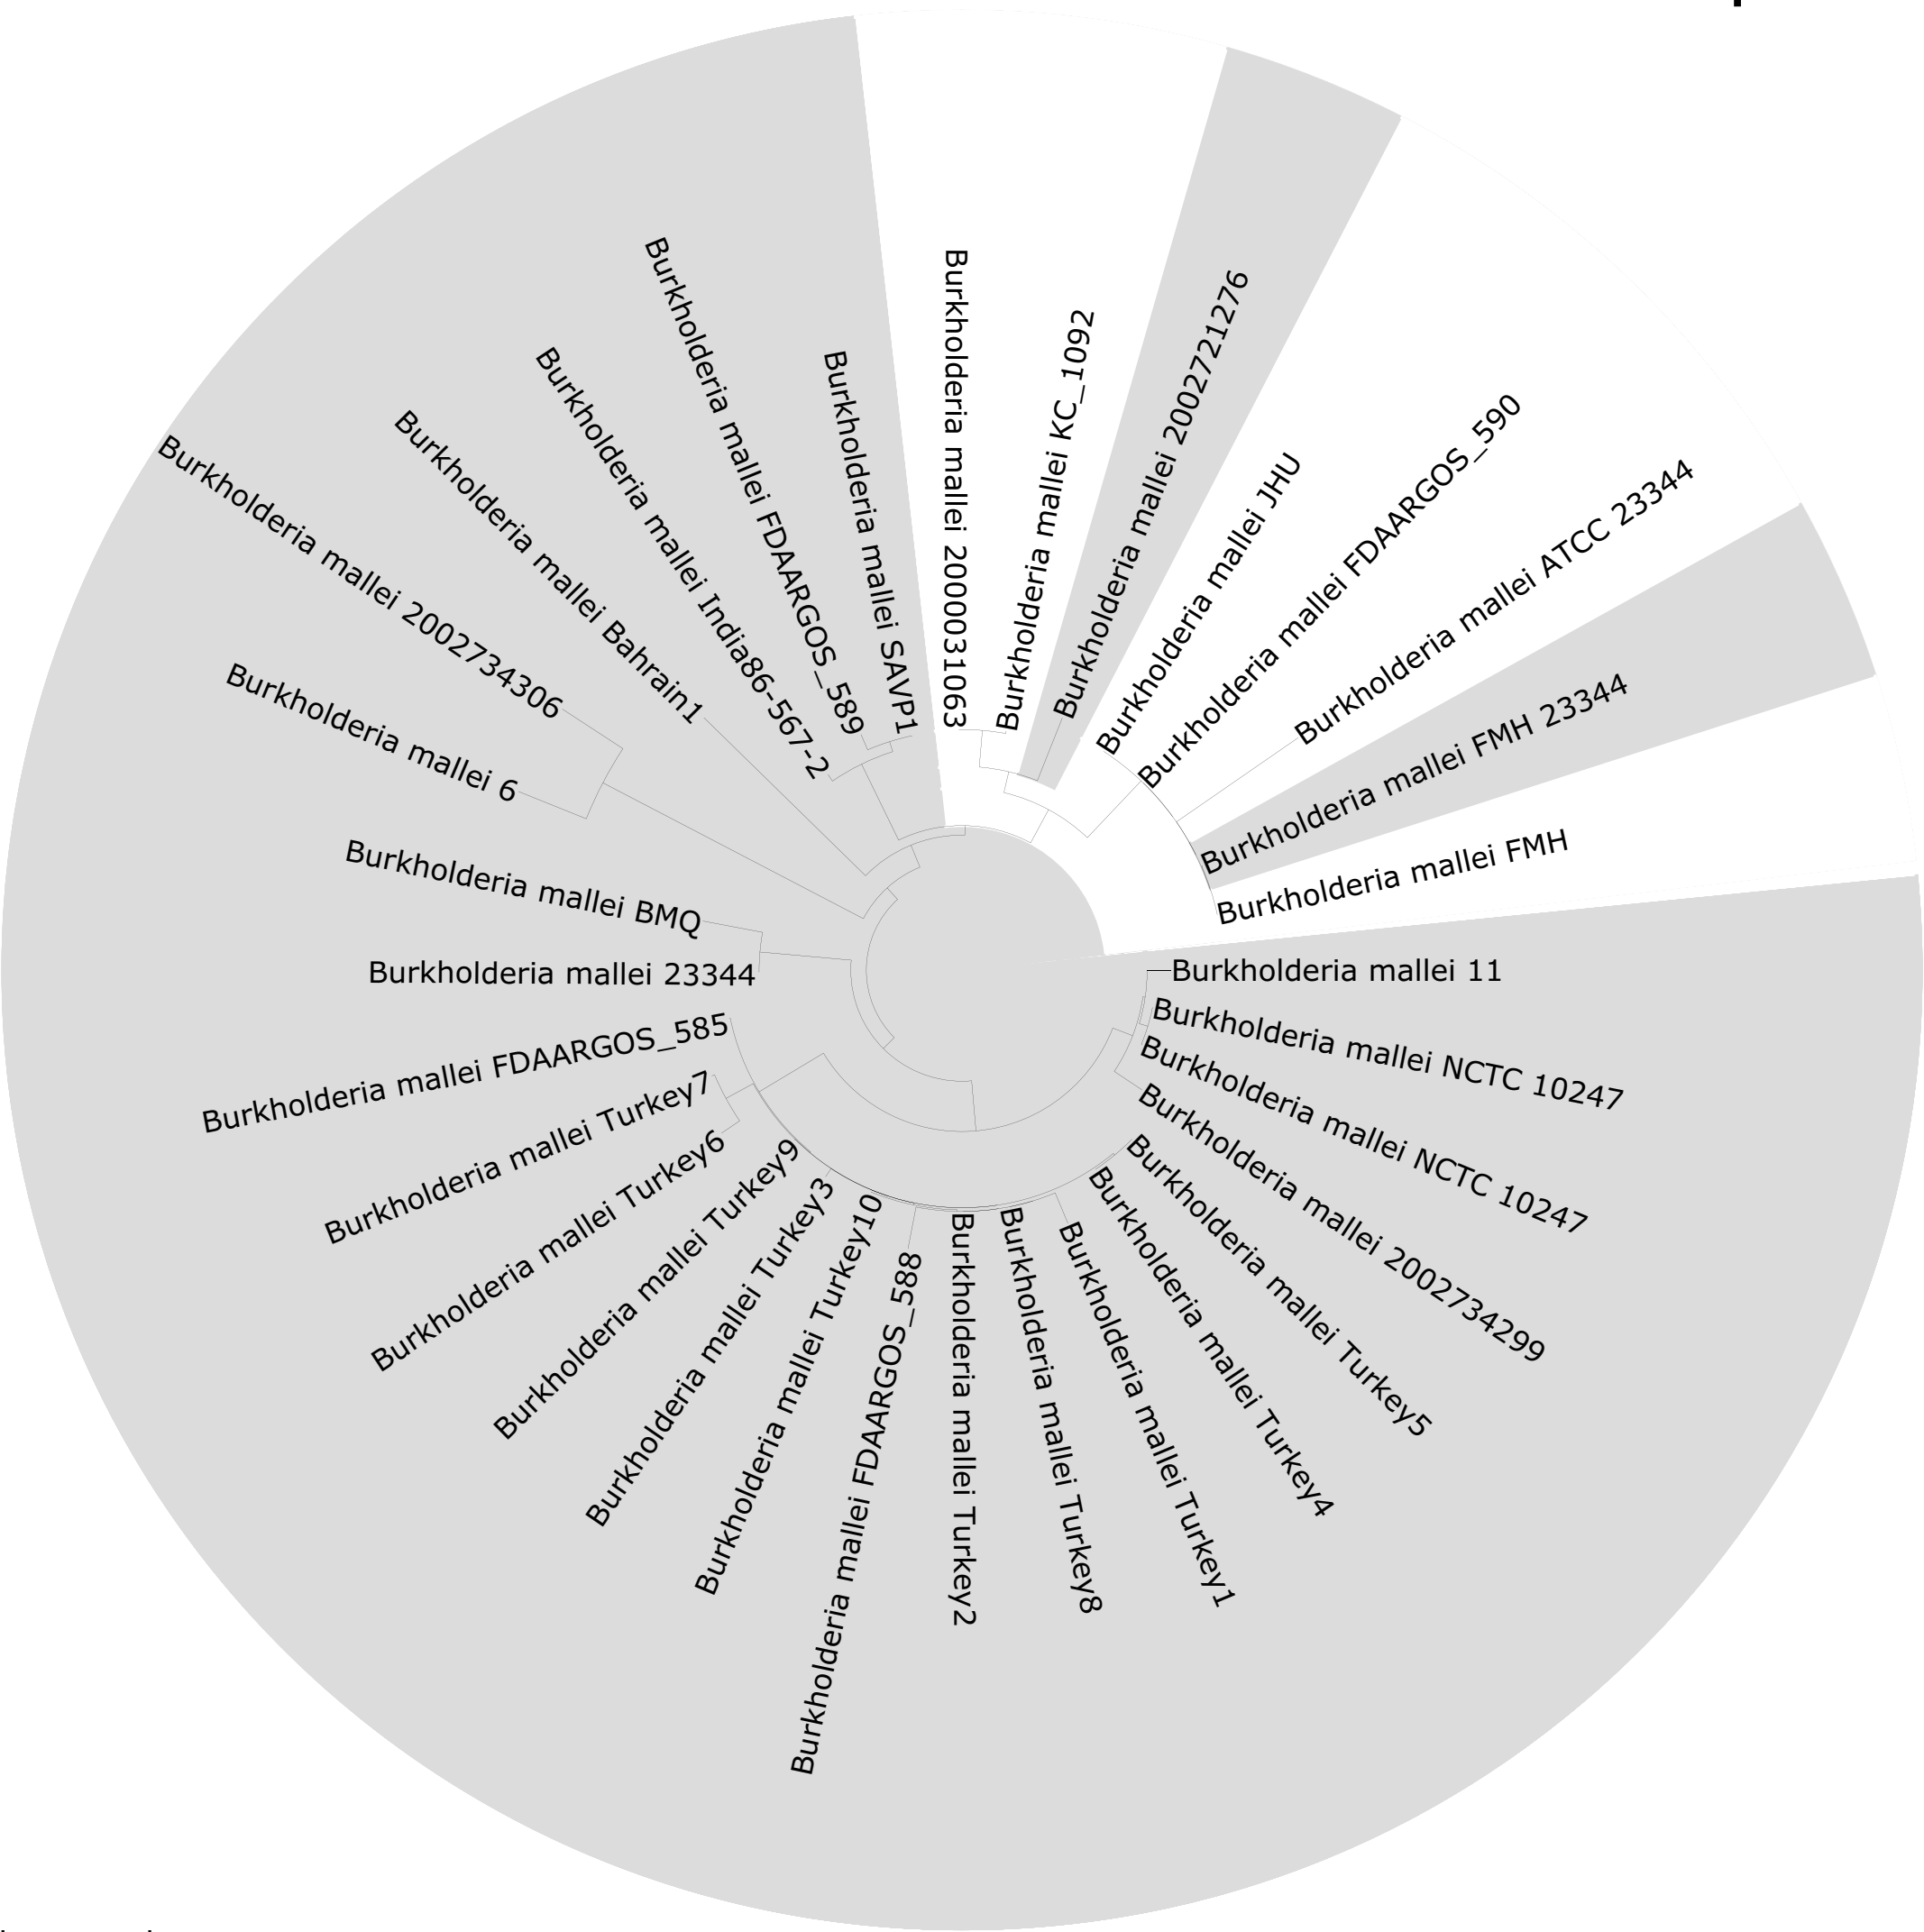 Burkholderia mallei 2000031063
Burkholderia mallei KC_1092
Burkholderia mallei 2002721276
Burkholderia mallei JHU
Burkholderia mallei FDAARGOS_590
Burkholderia mallei ATCC 23344
Burkholderia mallei FMH 23344
Burkholderia mallei FMH
Burkholderia mallei 11
Burkholderia mallei NCTC 10247
Burkholderia mallei NCTC 10247
Burkholderia mallei 2002734299
Burkholderia mallei Turkey5
Burkholderia mallei Turkey4
Burkholderia mallei Turkey1
Burkholderia mallei Turkey8
Burkholderia mallei Turkey2
Burkholderia mallei FDAARGOS_588
Burkholderia mallei Turkey10
Burkholderia mallei Turkey3
Burkholderia mallei Turkey9
Burkholderia mallei Turkey6
Burkholderia mallei Turkey7
Burkholderia mallei FDAARGOS_585
Burkholderia mallei 23344
Burkholderia mallei BMQ
Burkholderia mallei 6
Burkholderia mallei 2002734306
Burkholderia mallei Bahrain1
Burkholderia mallei India86-567-2
Burkholderia mallei FDAARGOS_589
Burkholderia mallei SAVP1